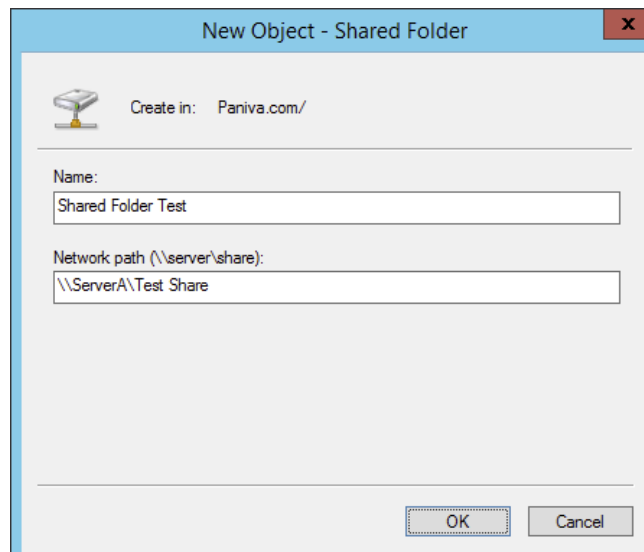 New Object - Shared Folder
x
Create in: Paniva.com/
Name:
Shared Folder Test
Network path (\\server\share):
\\ServerA\Test Share
OK Cancel